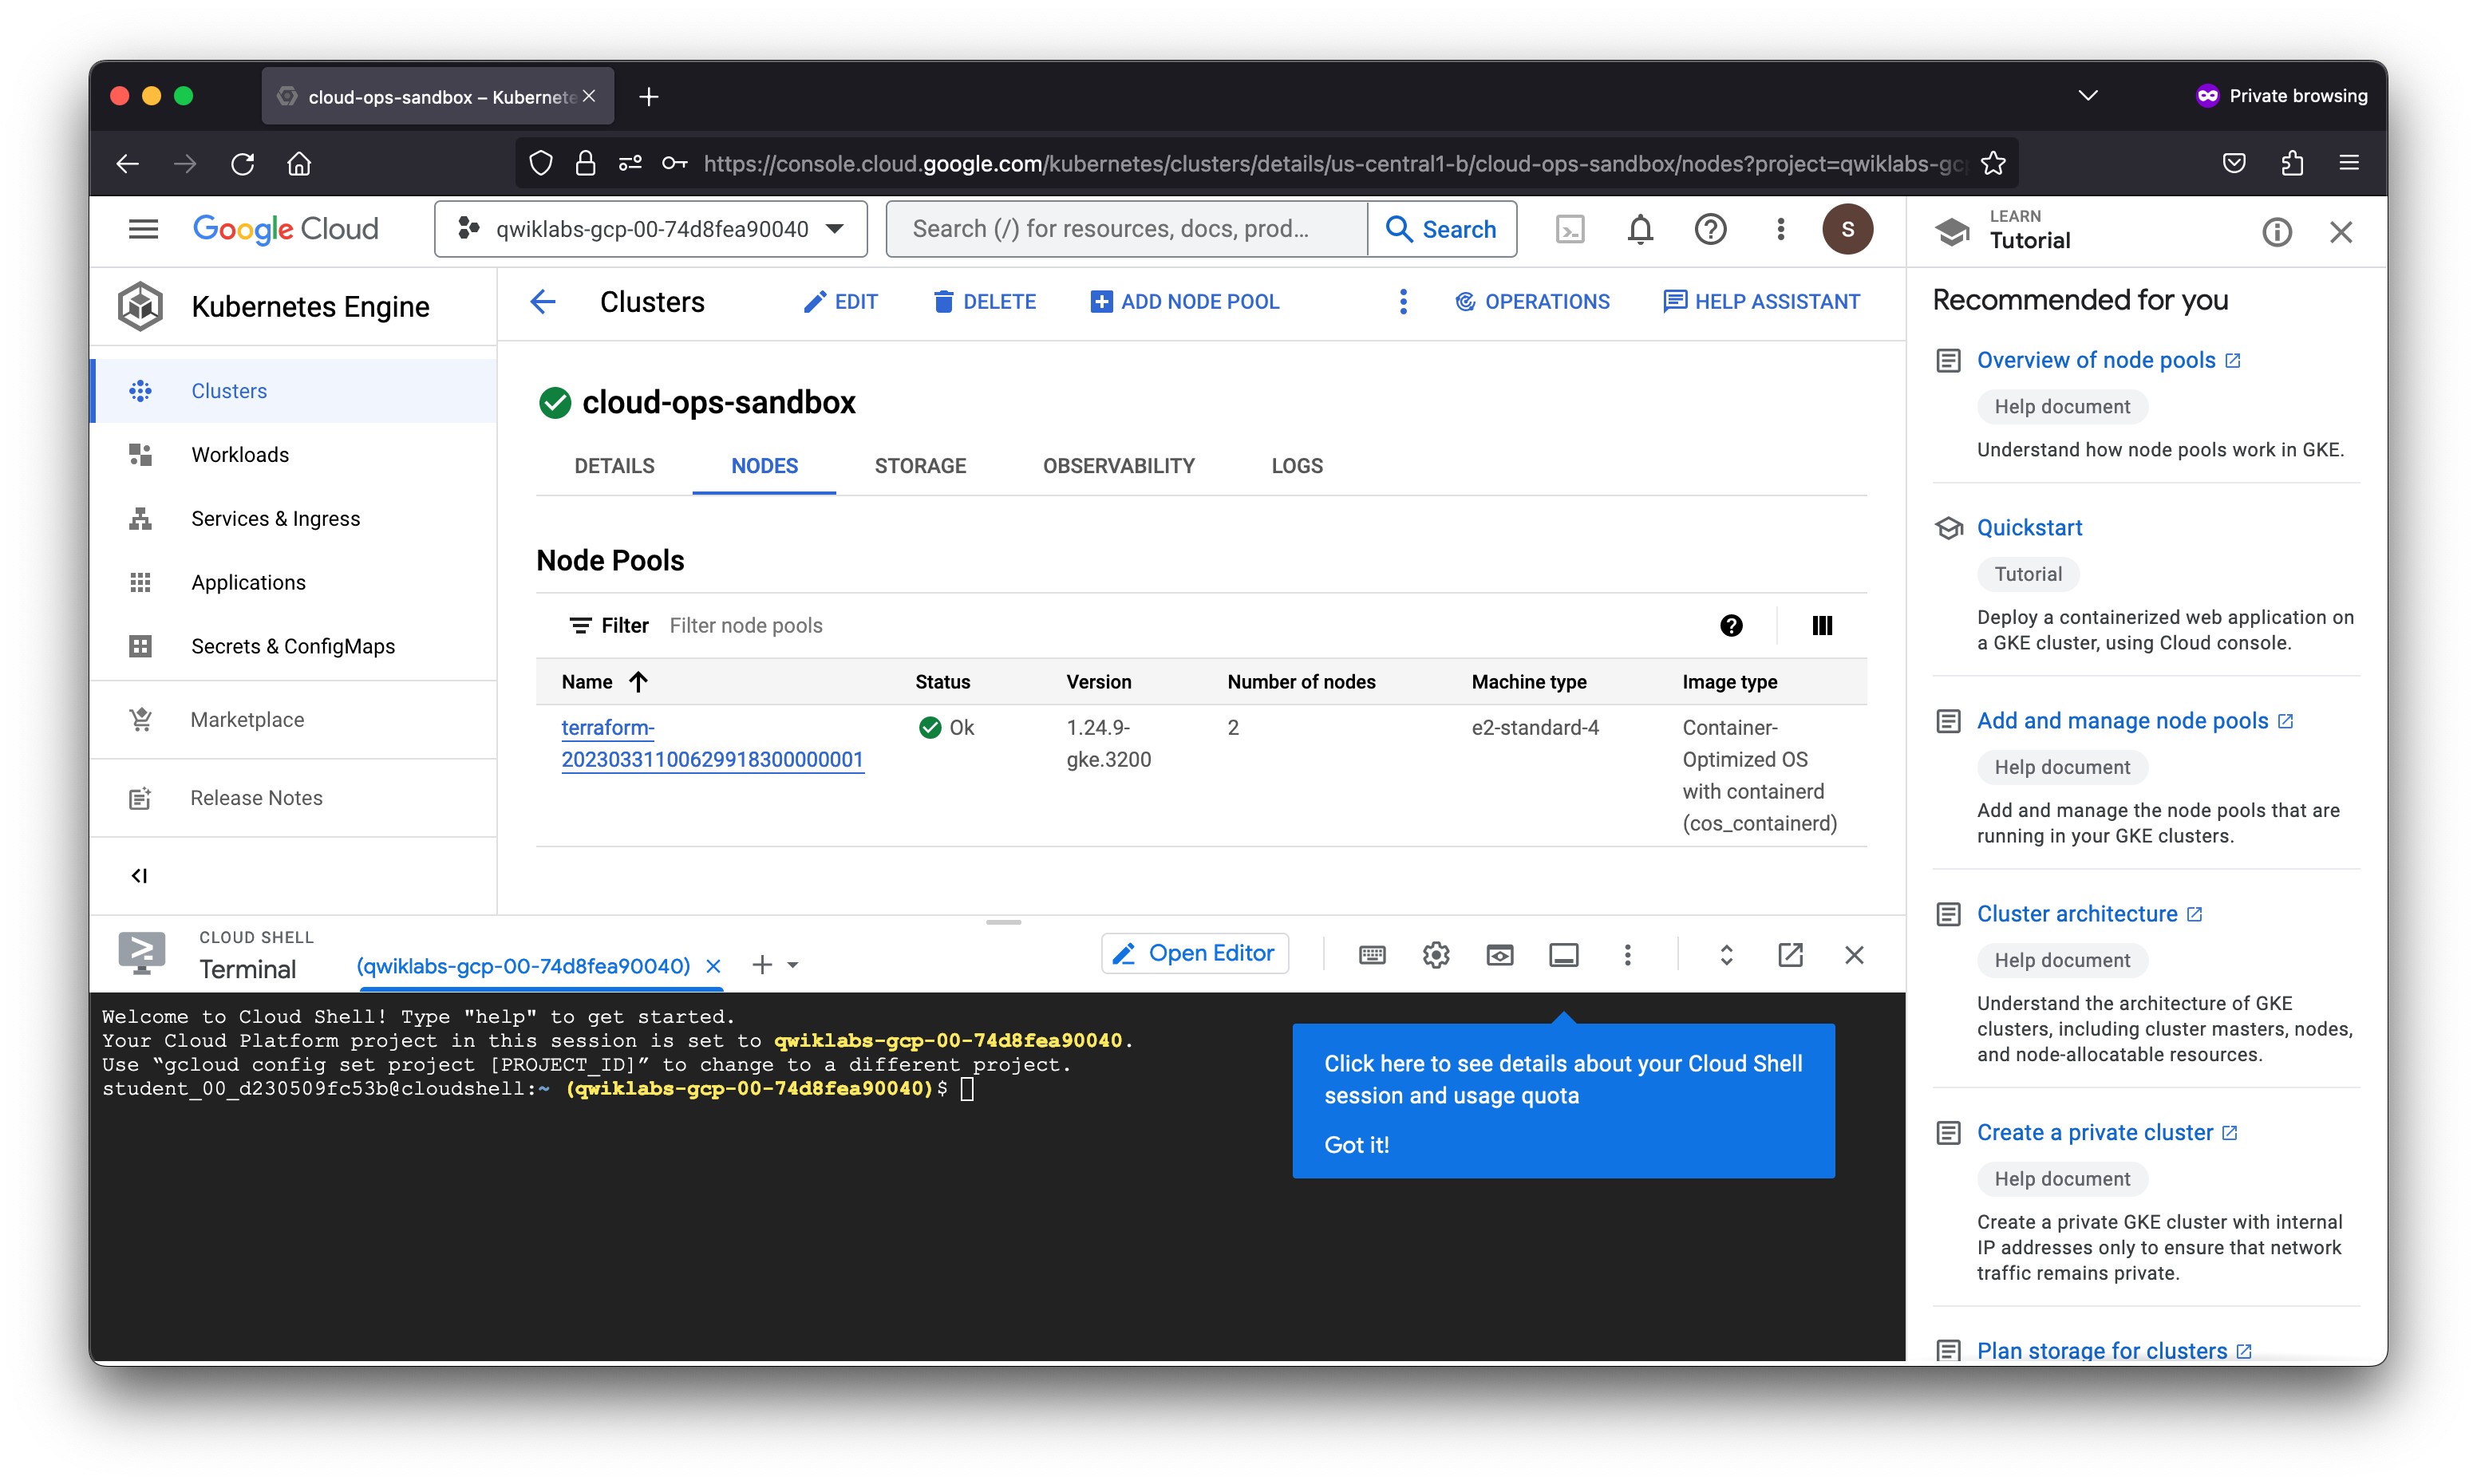 cloud-ops-sandbox – Kubernete
Private browsing
https://console.cloud.google.com/kubernetes/clusters/details/us-central1-b/cloud-ops-sandbox/nodes?project=qwiklabs-gcp
Google Cloud
qwiklabs-gcp-00-74d8fea90040
Search (/) for resources, docs, prod...
Search
S
LEARN
Tutorial
Kubernetes Engine
Clusters
Workloads
Services & Ingress
Applications
Secrets & ConfigMaps
Marketplace
Release Notes
Clusters
EDIT
DELETE
ADD NODE POOL
OPERATIONS
HELP ASSISTANT
cloud-ops-sandbox
DETAILS
NODES
STORAGE
OBSERVABILITY
LOGS
Node Pools
Filter
Filter node pools
Name
Status
Version
Number of nodes
Machine type
Image type
terraform-
20230331100629918300000001
Ok
1.24.9-
gke.3200
2
e2-standard-4
Container-
Optimized OS
with containerd
(cos_containerd)
Recommended for you
Overview of node pools
Help document
Understand how node pools work in GKE.
Quickstart
Tutorial
Deploy a containerized web application on
a GKE cluster, using Cloud console.
Add and manage node pools
Help document
Add and manage the node pools that are
running in your GKE clusters.
Cluster architecture
Help document
Understand the architecture of GKE
clusters, including cluster masters, nodes,
and node-allocatable resources.
Create a private cluster
Help document
Create a private GKE cluster with internal
IP addresses only to ensure that network
traffic remains private.
Plan storage for clusters
CLOUD SHELL
Terminal
(qwiklabs-gcp-00-74d8fea90040)
Open Editor
Welcome to Cloud Shell! Type "help" to get started.
Your Cloud Platform project in this session is set to qwiklabs-gcp-00-74d8fea90040.
Use “gcloud config set project [PROJECT_ID]” to change to a different project.
student_00_d230509fc53b@cloudshell:~ (qwiklabs-gcp-00-74d8fea90040)$
Click here to see details about your Cloud Shell
session and usage quota
Got it!